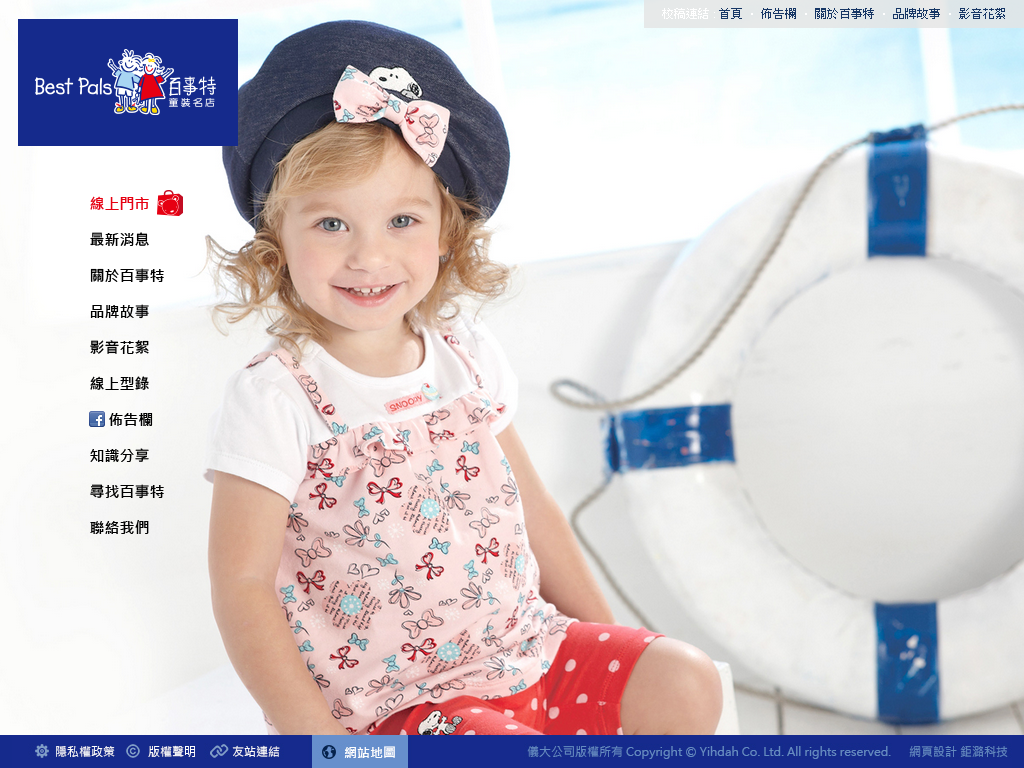 校稿連結 首頁 · 佈告欄 · 關於百事特 · 品牌故事 · 影音花絮
Best Pals 百事特
童裝名店
線上門市
最新消息
關於百事特
品牌故事
影音花絮
線上型錄
佈告欄
知識分享
尋找百事特
聯絡我們
隱私權政策 © 版權聲明 友站連結 網站地圖 儀大公司版權所有 Copyright © Yihdah Co. Ltd. All rights reserved. 網頁設計 鉅潞科技